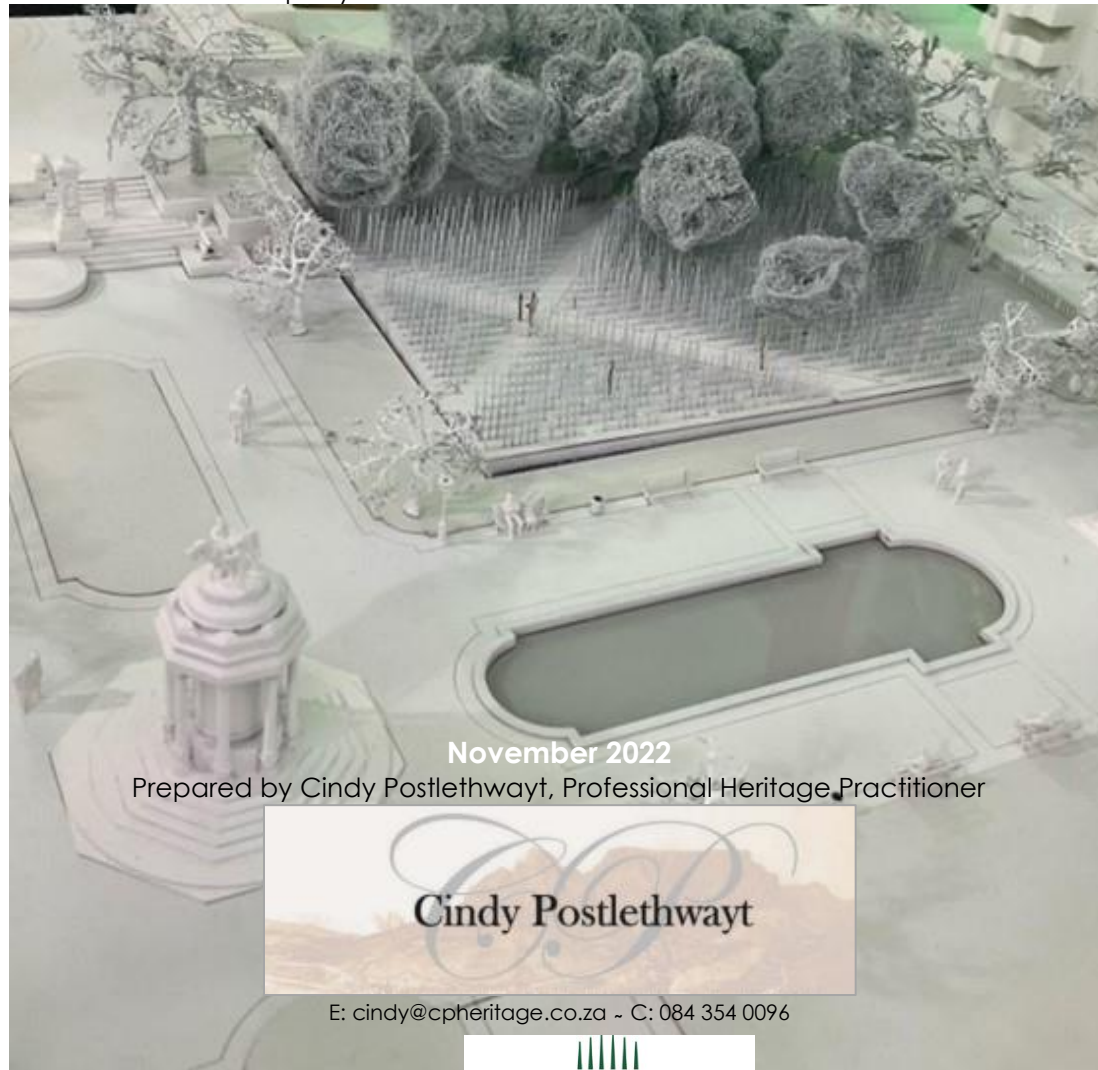 November 2022
Prepared by Cindy Postlethwayt, Professional Heritage Practitioner
Cindy Postlethwayt
E: cindy@cpheritage.co.za ~ C: 084 354 0096